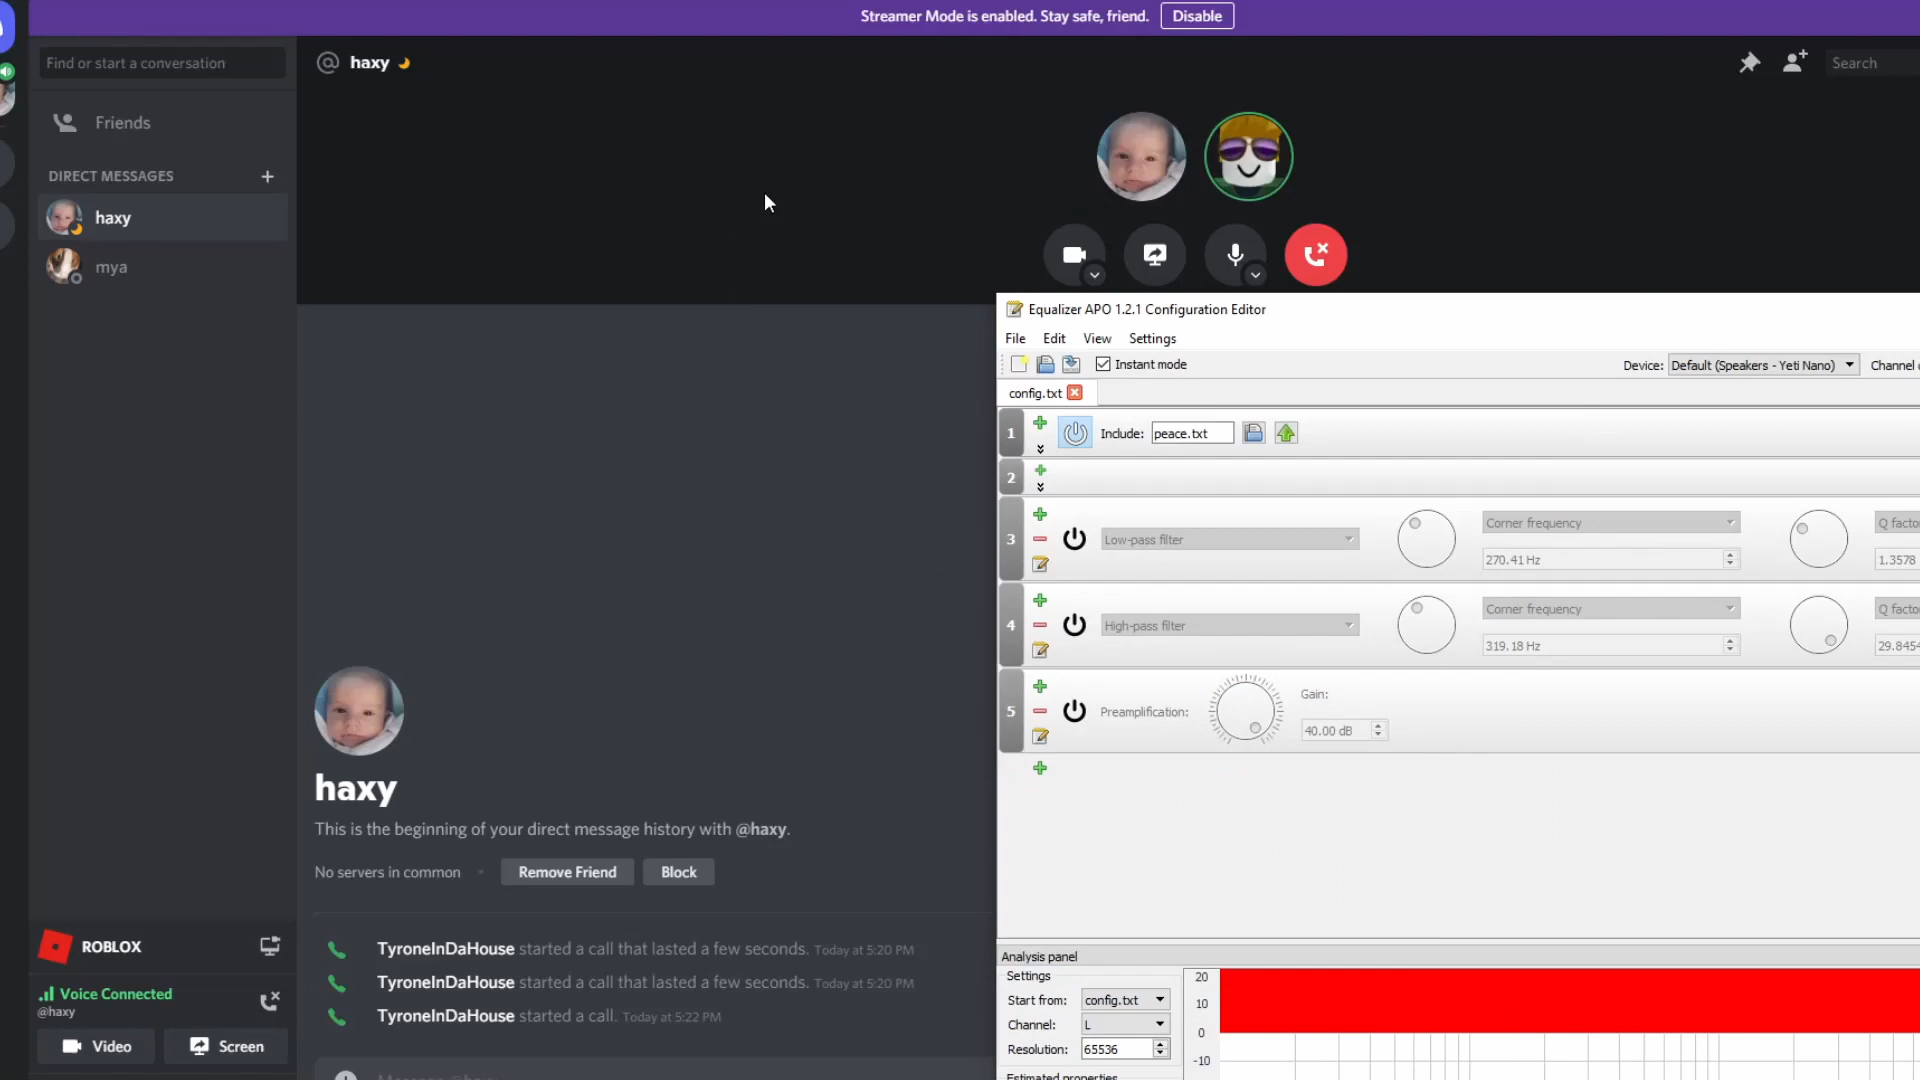 Streamer Mode is enabled. Stay safe, friend. Disable
Find or start a conversation
@ haxy
Search
Friends
DIRECT MESSAGES
haxy
mya
Equalizer APO 1.2.1 Configuration Editor
File Edit View Settings
Instant mode
Device: Default (Speakers - Yeti Nano) Channel
config.txt
1 Include: peace.txt
2
3 Low-pass filter Corner frequency
270.41 Hz 1.3578
4 High-pass filter Corner frequency
319.18 Hz
5 Preamplification: Gain:
40.00 dB
haxy
This is the beginning of your direct message history with @haxy.
No servers in common Remove Friend Block
TyroneInDaHouse started a call that lasted a few seconds. Today at 5:20 PM
TyroneInDaHouse started a call that lasted a few seconds. Today at 5:20 PM
TyroneInDaHouse started a call. Today at 5:22 PM
ROBLOX
Voice Connected
@haxy
Video Screen
Analysis panel
Settings
Start from: config.txt
Channel: L
Resolution: 65536
20
10
0
-10